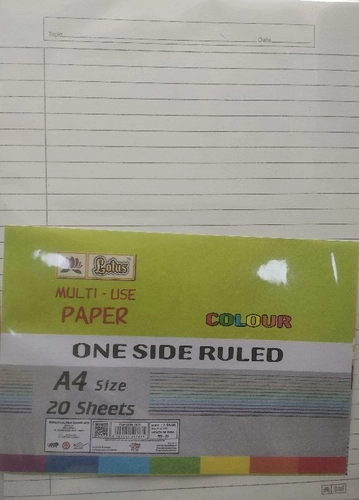 Topic
Date
Lotus
MULTI - USE
PAPER
COLOUR
ONE SIDE RULED
A4 Size
20 Sheets